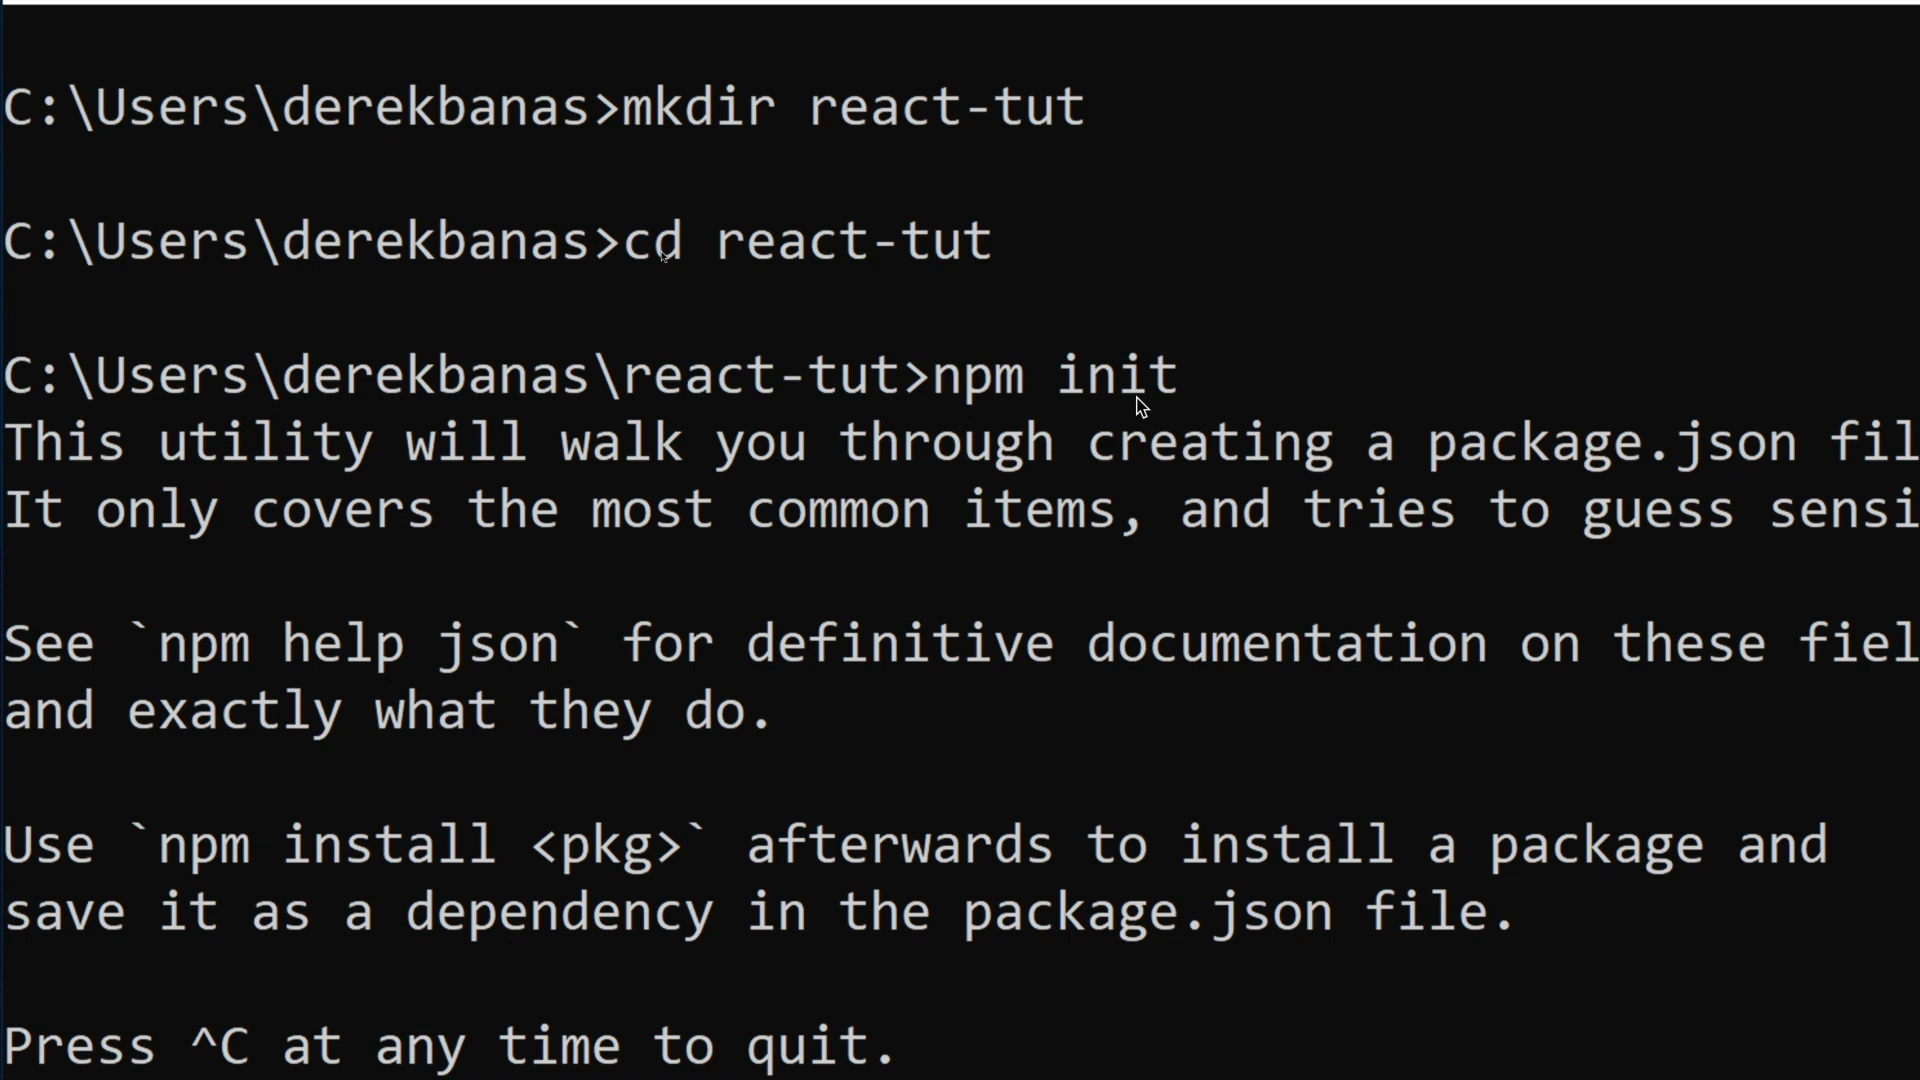 C:\Users\derekbanas>mkdir react-tut
C:\Users\derekbanas>cd react-tut
C:\Users\derekbanas\react-tut>npm init
This utility will walk you through creating a package.json fil
It only covers the most common items, and tries to guess sensi
See `npm help json` for definitive documentation on these fiel
and exactly what they do.
Use `npm install <pkg>` afterwards to install a package and
save it as a dependency in the package.json file.
Press ^C at any time to quit.